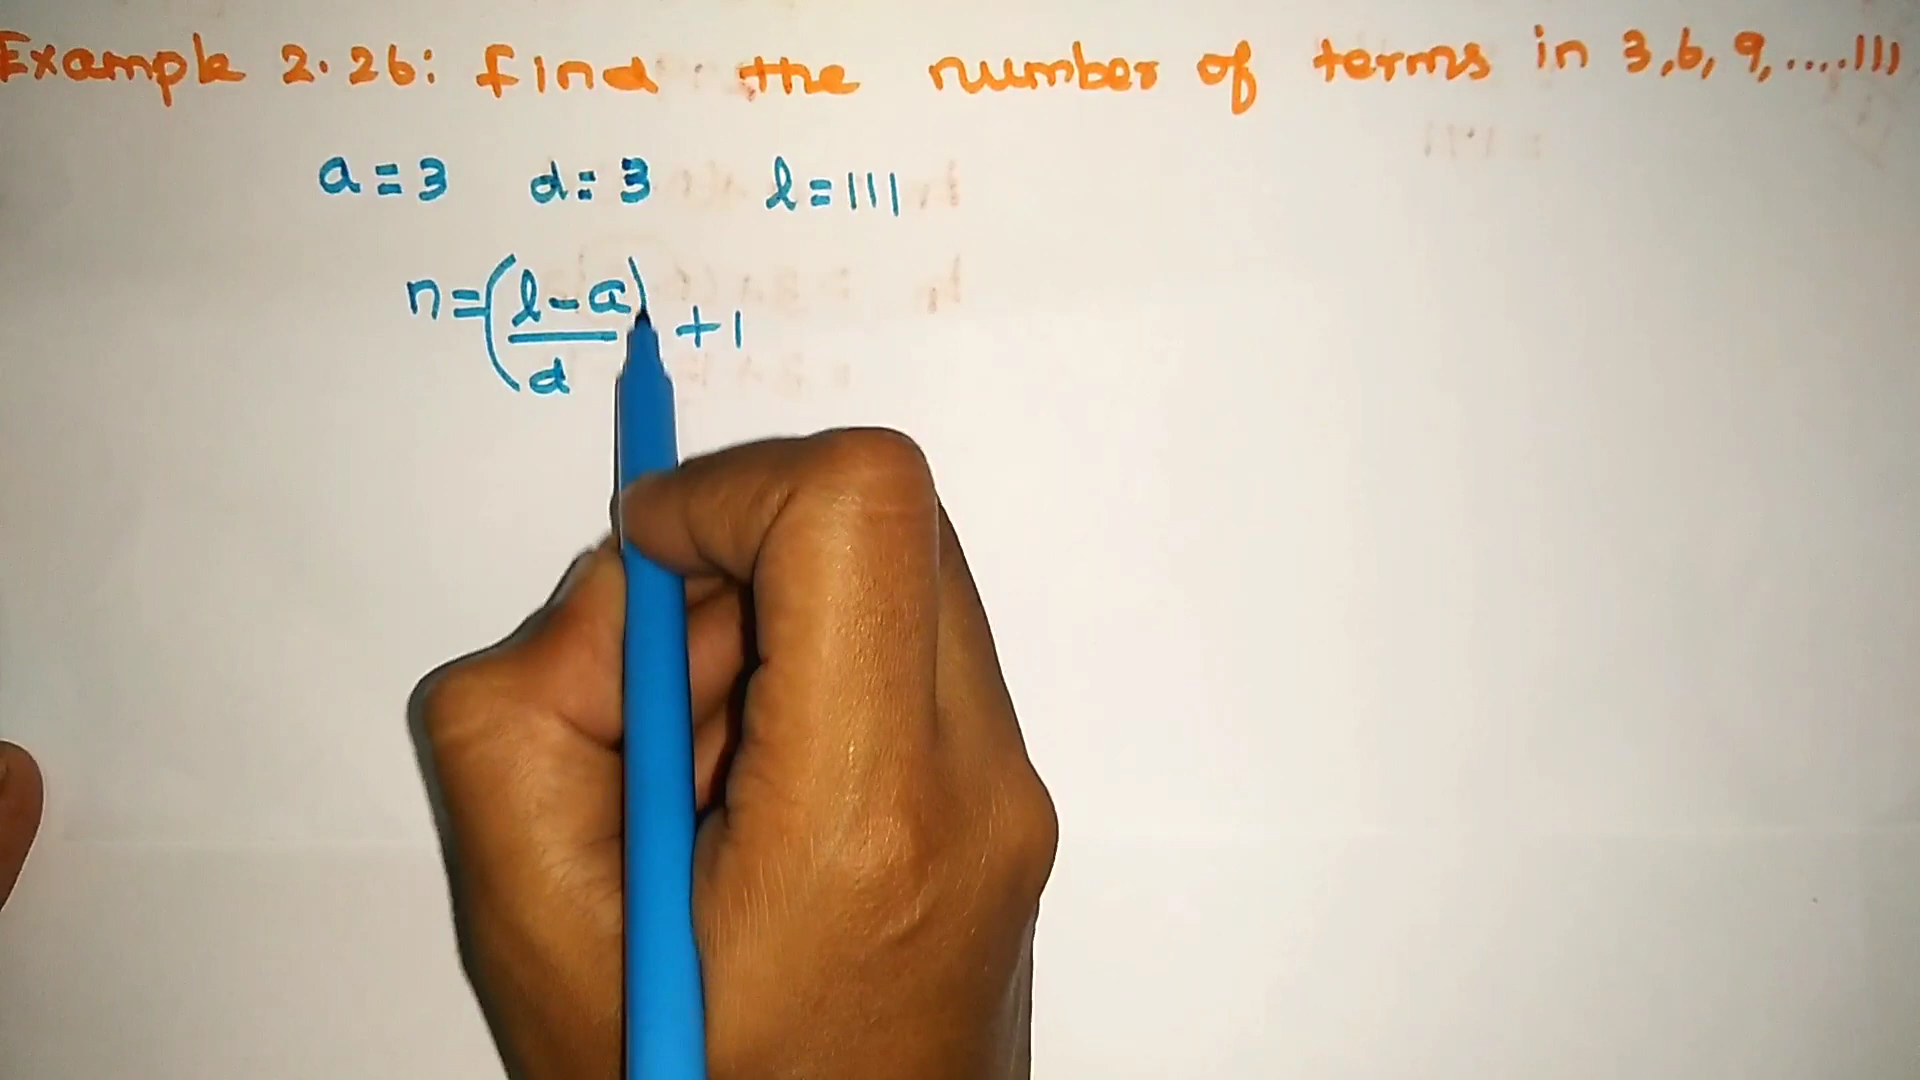 Example 2.26: find the number of terms in 3,6,9,.....111
a=3 d=3 l=111
n=(l-a/d)+1